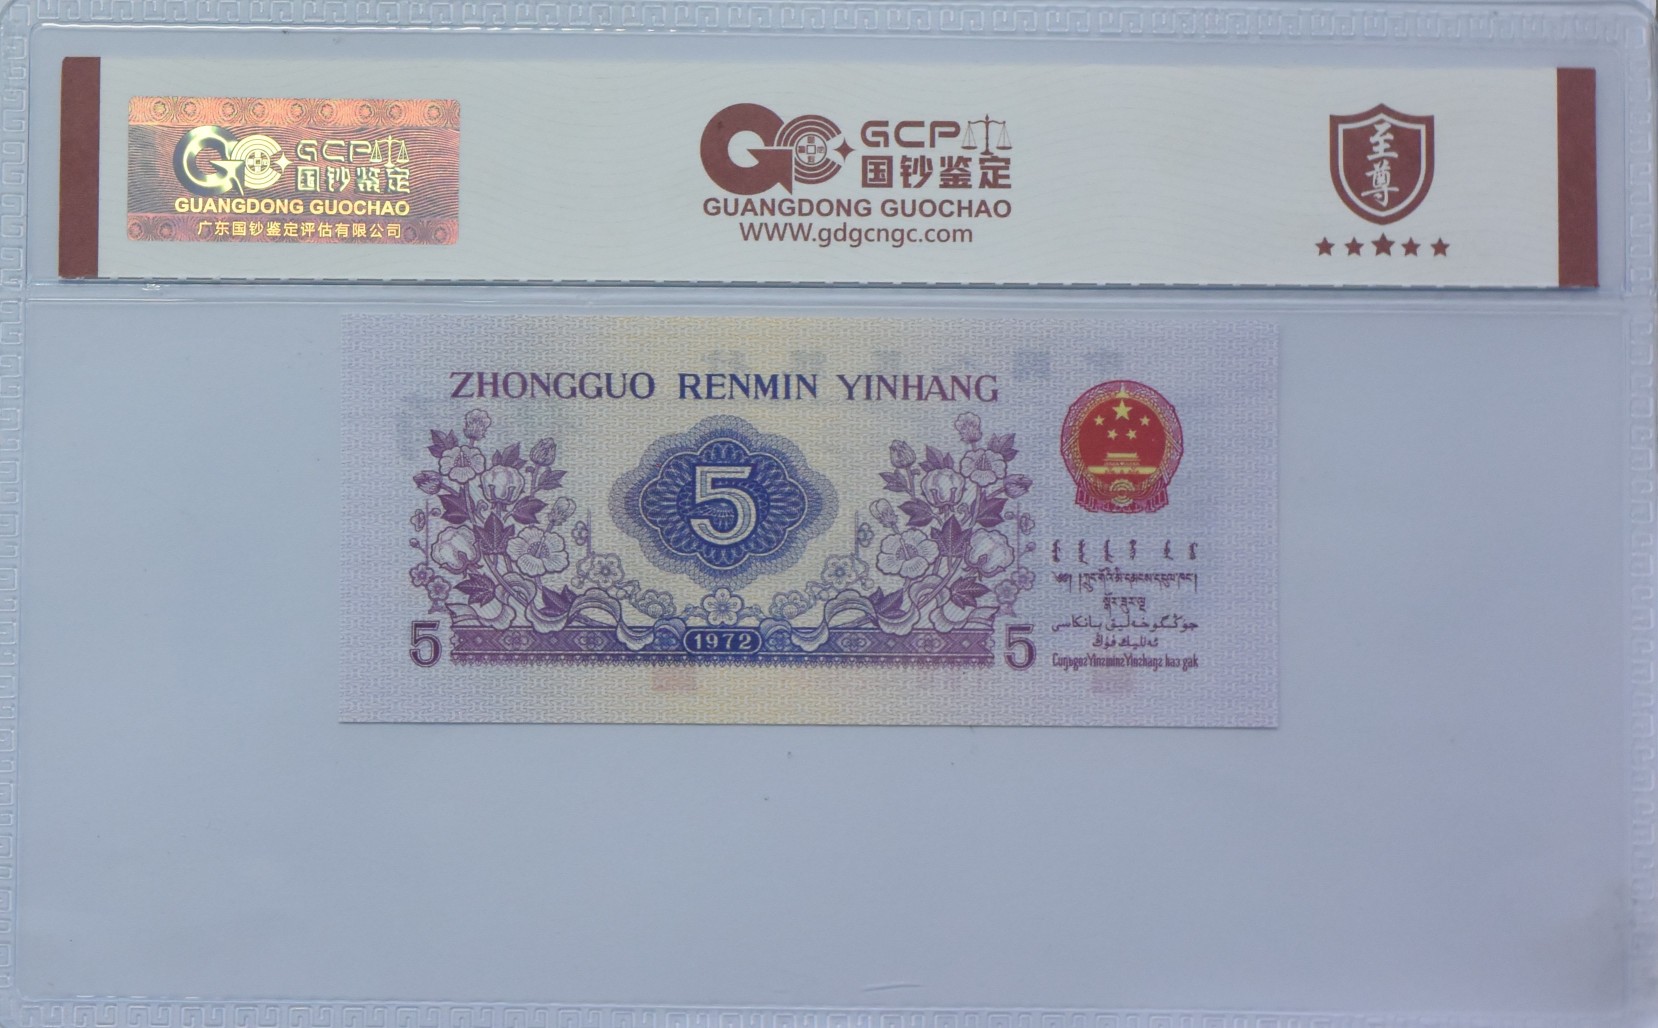 GCP
国钞鉴定
GUANGDONG GUOCHAO
广东国钞鉴定评估有限公司
GCP
国钞鉴定
GUANGDONG GUOCHAO
WWW.gdgcngc.com
至尊
ZHONGGUO RENMIN YINHANG
5
1972
5
5
جۇڭگوخەلىق بانكاسى